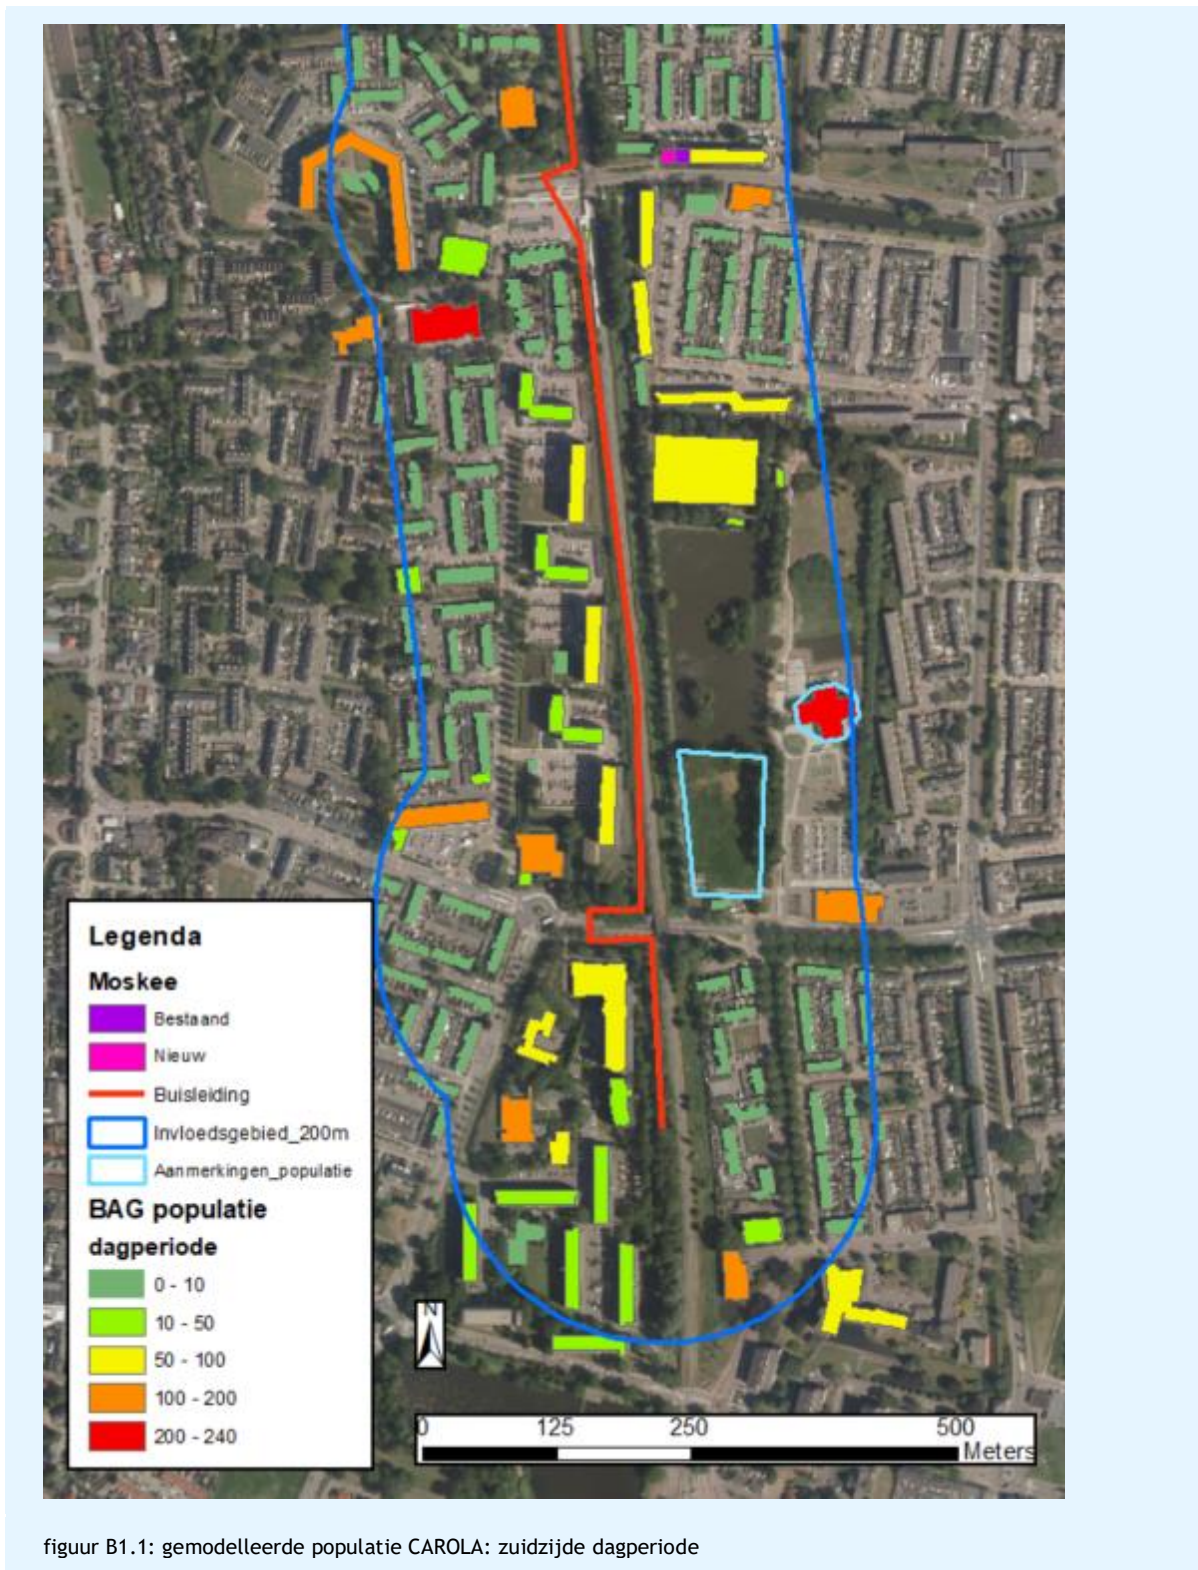 Legenda
Moskee
Bestaand
Nieuw
Buisleiding
Invloedsgebied_200m
Aanmerkingen_populatie
BAG populatie
dagperiode
0 - 10
10 - 50
50 - 100
100 - 200
200 - 240
N
0 125 250 500
Meters
figuur B1.1: gemodelleerde populatie CAROLA: zuidzijde dagperiode